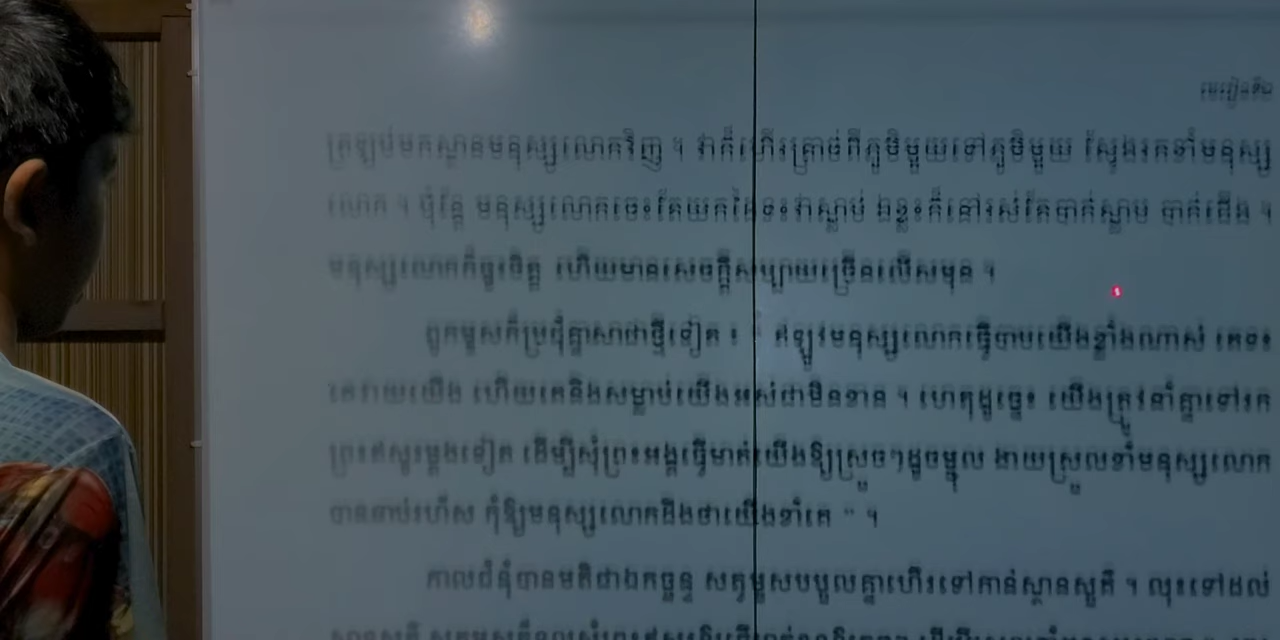 មេរៀនទី៦
ត្រឡប់មកស្ថានមនុស្សលោកវិញ ។ វាក៏ហើរត្រាច់ពីភូមិមួយទៅភូមិមួយ ស្វែងរកទាំមនុស្ស
លោក ។ ប៉ុន្តែ មនុស្សលោកចេះតែយកដៃទះវាស្លាប់ ឯខ្លះក៏នៅរស់តែបាក់ស្លាប បាក់ជើង ។
មនុស្សលោកក៏ធូរចិត្ត ហើយមានសេចក្ដីសប្បាយច្រើនលើសមុន ។
ពួកមូសក៏ប្រជុំគ្នាសាជាថ្មីទៀត ៖ " ឥឡូវមនុស្សលោកធ្វើបាបយើងខ្លាំងណាស់ គេទះ
គេវាយយើង ហើយគេនឹងសម្លាប់យើងអស់ជាមិនខាន ។ ហេតុដូច្នេះ យើងត្រូវនាំគ្នាទៅរក
ព្រះឥសូរម្ដងទៀត ដើម្បីសុំព្រះអង្គធ្វើមាត់យើងឱ្យស្រួចៗដូចម្ជុល ងាយស្រួលខាំមនុស្សលោក
បានឆាប់រហ័ស កុំឱ្យមនុស្សលោកដឹងថាយើងខាំគេ " ។
កាលជំនុំបានមតិជាឯកច្ឆន្ទ សត្វមូសបបួលគ្នាហើរទៅកាន់ស្ថានសួគ៌ ។ លុះទៅដល់